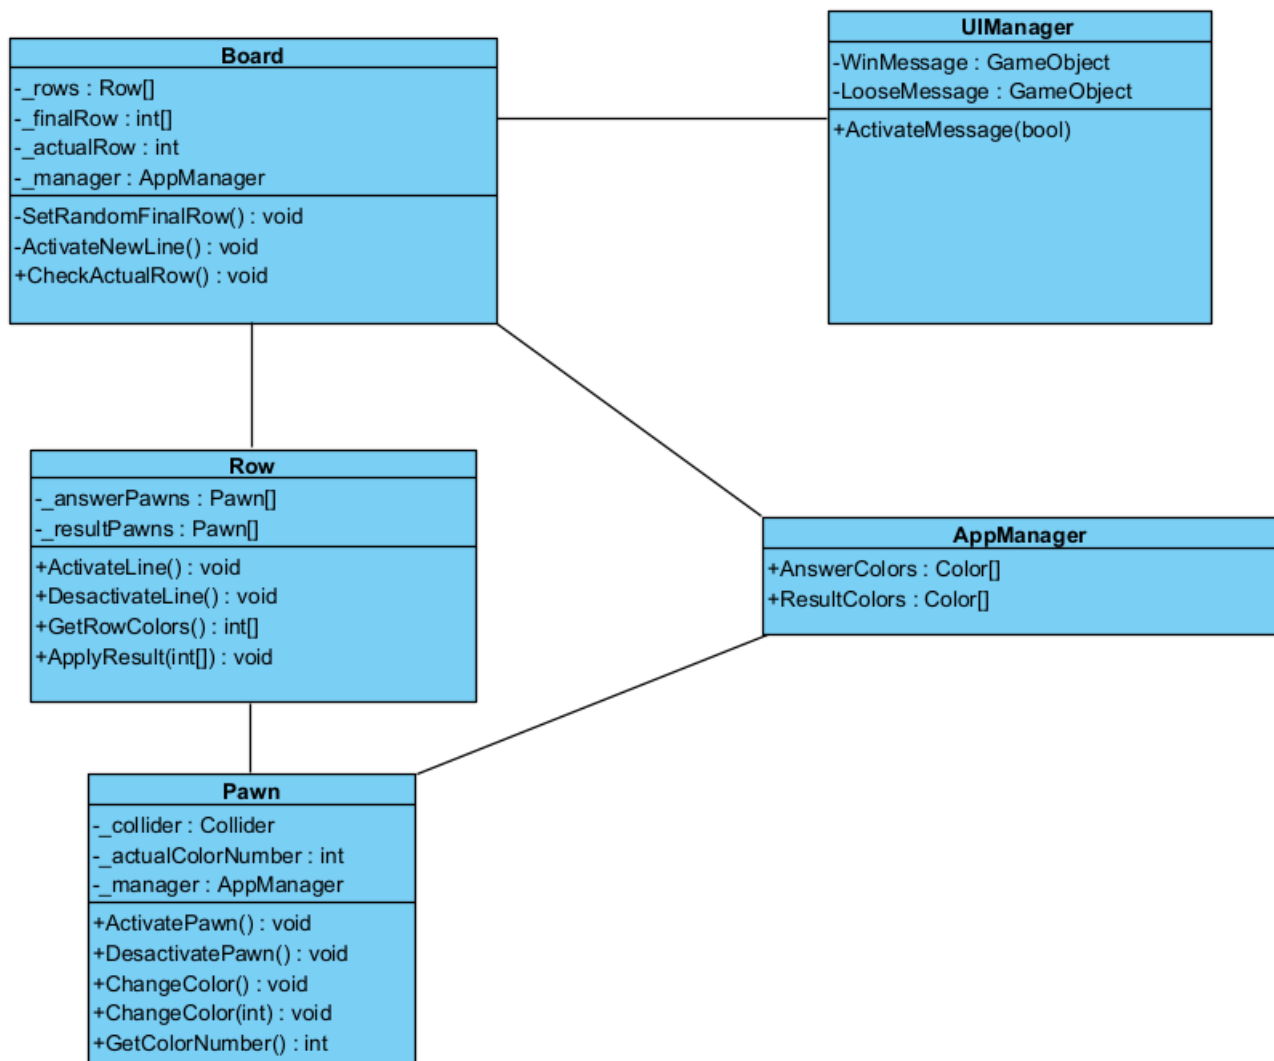 Board
-_rows : Row[]
-_finalRow : int[]
-_actualRow : int
-_manager : AppManager
-SetRandomFinalRow() : void
-ActivateNewLine() : void
+CheckActualRow() : void
UIManager
-WinMessage : GameObject
-LooseMessage : GameObject
+ActivateMessage(bool)
Row
-_answerPawns : Pawn[]
-_resultPawns : Pawn[]
+ActivateLine() : void
+DesactivateLine() : void
+GetRowColors() : int[]
+ApplyResult(int[]) : void
AppManager
+AnswerColors : Color[]
+ResultColors : Color[]
Pawn
-_collider : Collider
-_actualColorNumber : int
-_manager : AppManager
+ActivatePawn() : void
+DesactivatePawn() : void
+ChangeColor() : void
+ChangeColor(int) : void
+GetColorNumber() : int